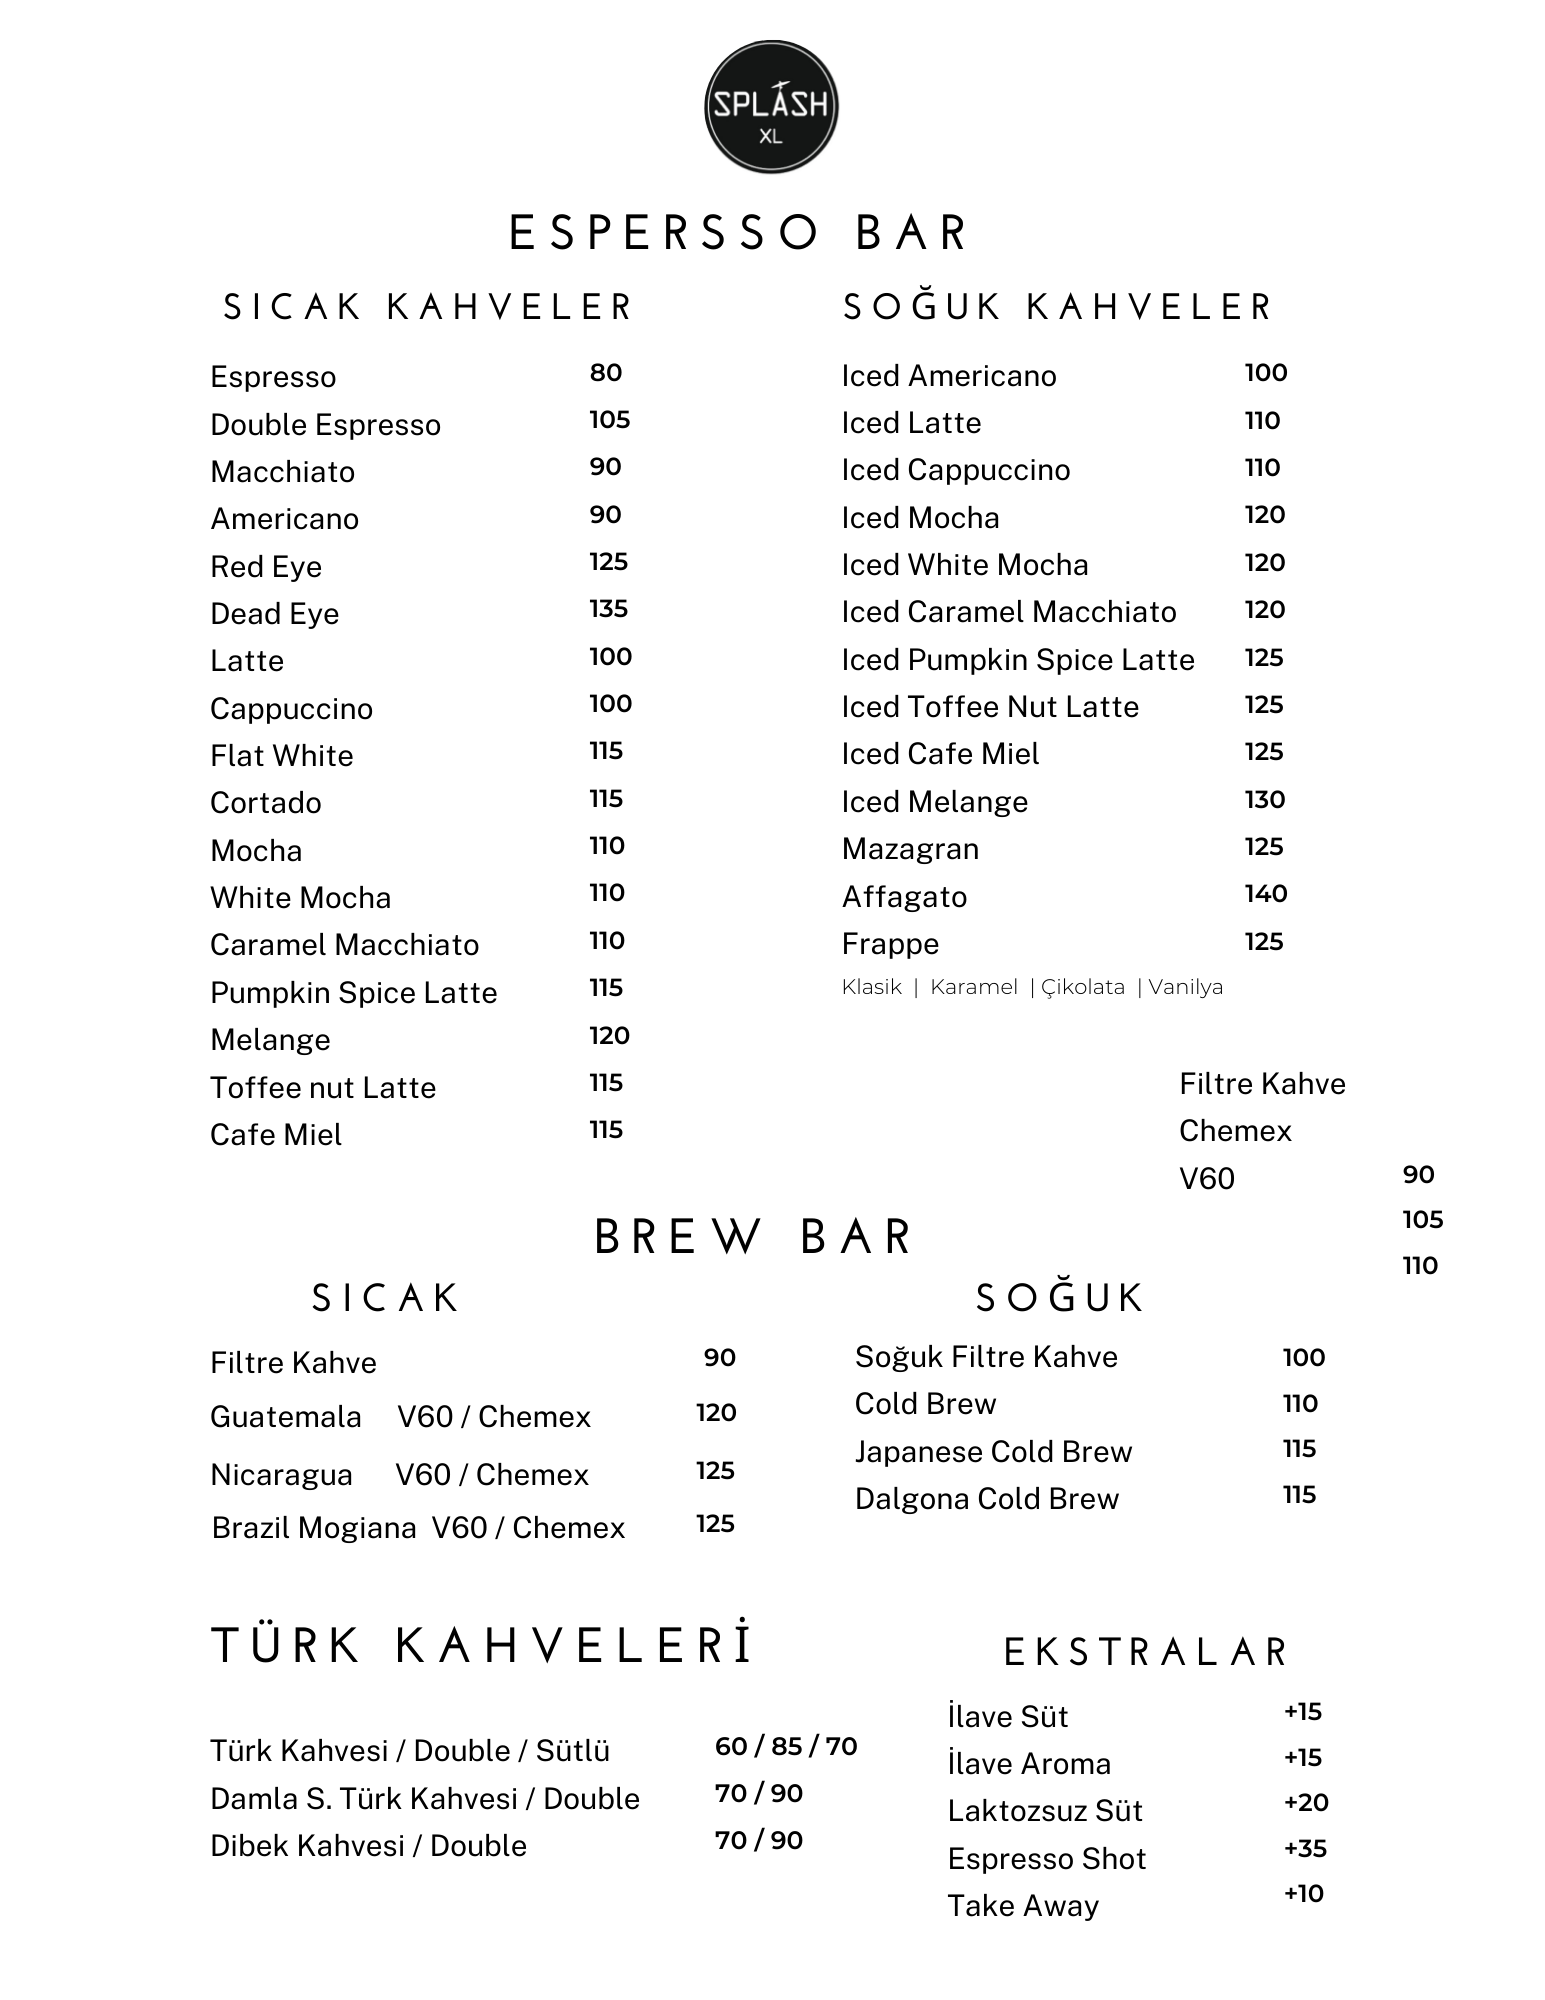 SPLASH
XL
ESPERSSO BAR
SICAK KAHVELER
Espresso 80
Double Espresso 105
Macchiato 90
Americano 90
Red Eye 125
Dead Eye 135
Latte 100
Cappuccino 100
Flat White 115
Cortado 115
Mocha 110
White Mocha 110
Caramel Macchiato 110
Pumpkin Spice Latte 115
Melange 120
Toffee nut Latte 115
Cafe Miel 115
SOĞUK KAHVELER
Iced Americano 100
Iced Latte 110
Iced Cappuccino 110
Iced Mocha 120
Iced White Mocha 120
Iced Caramel Macchiato 120
Iced Pumpkin Spice Latte 125
Iced Toffee Nut Latte 125
Iced Cafe Miel 125
Iced Melange 130
Mazagran 125
Affagato 140
Frappe 125
Klasik | Karamel | Çikolata | Vanilya
Filtre Kahve
Chemex
V60 90
105
110
BREW BAR
SICAK
Filtre Kahve 90
Guatemala V60 / Chemex 120
Nicaragua V60 / Chemex 125
Brazil Mogiana V60 / Chemex 125
SOĞUK
Soğuk Filtre Kahve 100
Cold Brew 110
Japanese Cold Brew 115
Dalgona Cold Brew 115
TÜRK KAHVELERİ
Türk Kahvesi / Double / Sütlü 60 / 85 / 70
Damla S. Türk Kahvesi / Double 70 / 90
Dibek Kahvesi / Double 70 / 90
EKSTRALAR
İlave Süt +15
İlave Aroma +15
Laktozsuz Süt +20
Espresso Shot +35
Take Away +10